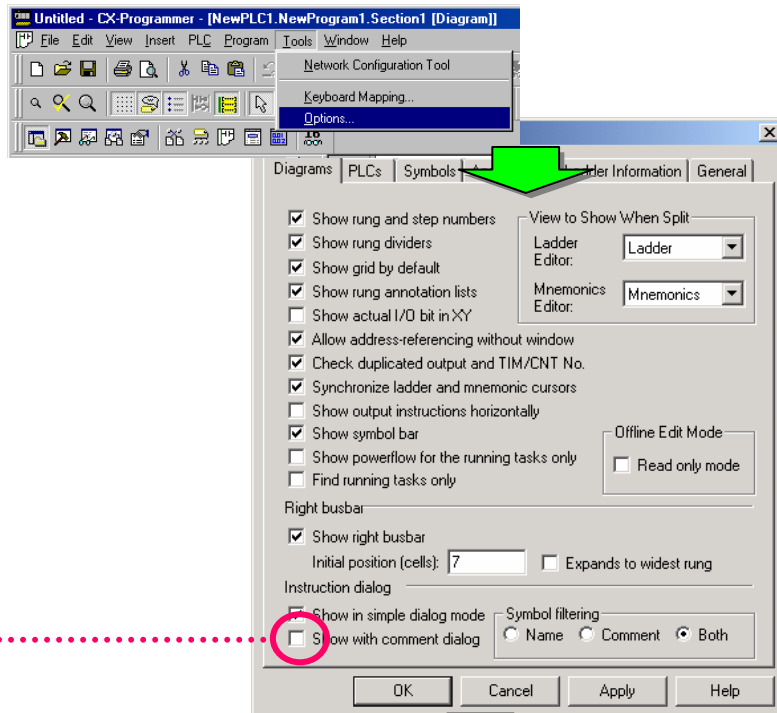 Untitled - CX-Programmer - [NewPLC1.NewProgram1.Section1 [Diagram]]
File Edit View Insert PLC Program Tools Window Help
Network Configuration Tool
Keyboard Mapping...
Options...
16
Diagrams PLCs Symbols Information General
Show rung and step numbers
Show rung dividers
Show grid by default
Show rung annotation lists
Show actual I/O bit in XY
Allow address-referencing without window
Check duplicated output and TIM/CNT No.
Synchronize ladder and mnemonic cursors
Show output instructions horizontally
Show symbol bar
Show powerflow for the running tasks only
Find running tasks only
View to Show When Split
Ladder Editor: Ladder
Mnemonics Editor: Mnemonics
Offline Edit Mode
Read only mode
Right busbar
Show right busbar
Initial position (cells): 7 Expands to widest rung
Instruction dialog
Show in simple dialog mode
Show with comment dialog
Symbol filtering
Name Comment Both
OK Cancel Apply Help